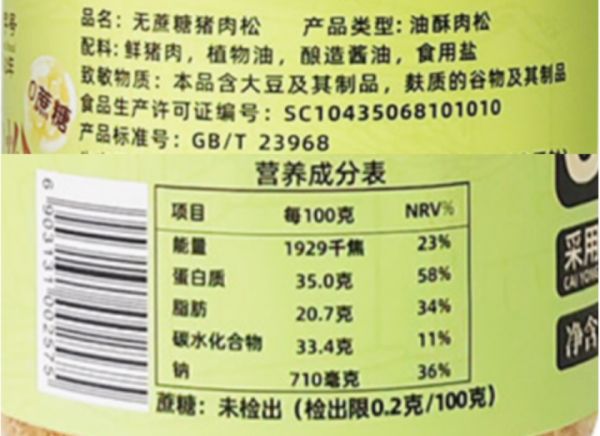 品名: 无蔗糖猪肉松 产品类型: 油酥肉松
配料: 鲜猪肉, 植物油, 酿造酱油, 食用盐
致敏物质: 本品含大豆及其制品, 麸质的谷物及其制品
食品生产许可证编号: SC10435068101010
产品标准号: GB/T 23968
0蔗糖
营养成分表
项目 每100克 NRV%
能量 1929千焦 23%
蛋白质 35.0克 58%
脂肪 20.7克 34%
碳水化合物 33.4克 11%
钠 710毫克 36%
蔗糖: 未检出 (检出限0.2克/100克)
6 903131 002575
采用
CAI YONG
净含